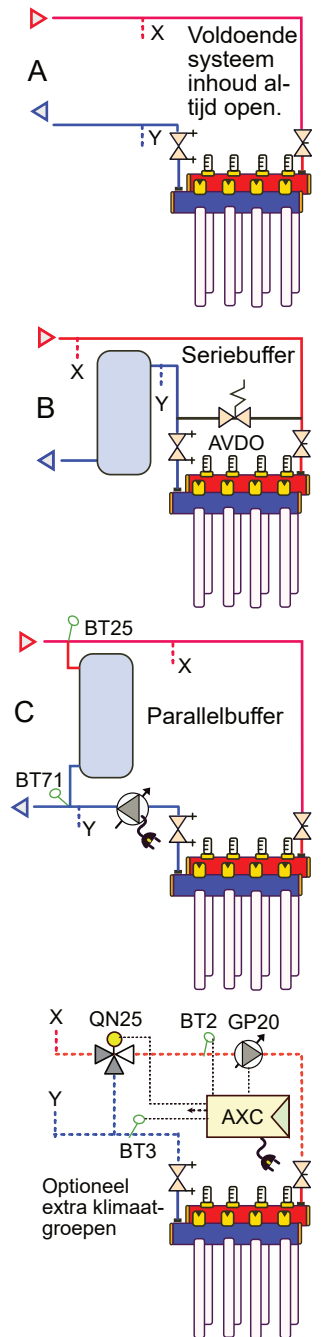 X
A
Voldoende
systeem
inhoud al-
tijd open.
Y
X
Seriebuffer
B
Y
AVDO
BT25
X
C
Parallelbuffer
BT71
Y
QN25
X
BT2
GP20
Y
AXC
BT3
Optioneel
extra klimaat-
groepen